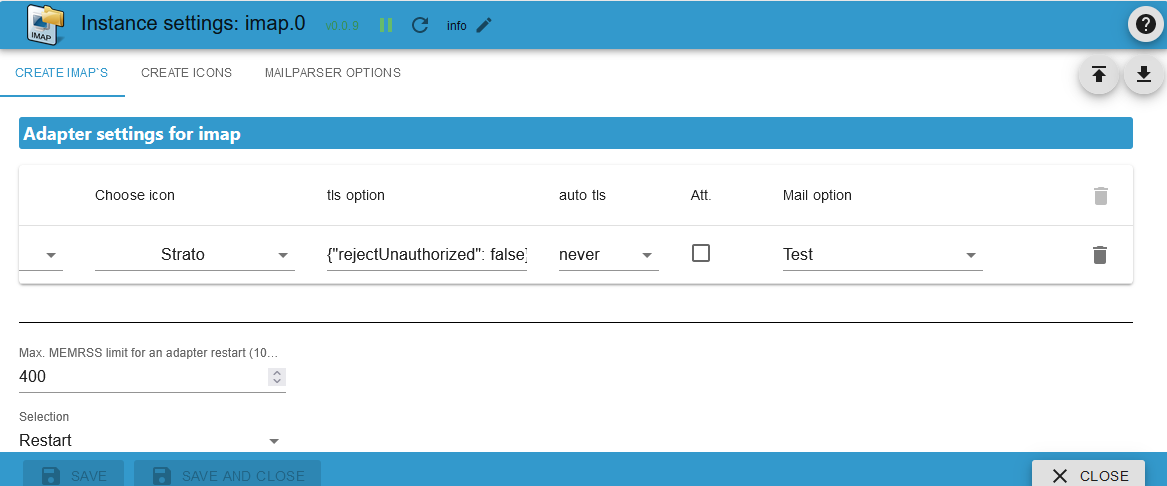 IMAP
Instance settings: imap.0
v0.0.9
info
CREATE IMAP`S
CREATE ICONS
MAILPARSER OPTIONS
Adapter settings for imap
Choose icon
tls option
auto tls
Att.
Mail option
Strato
{"rejectUnauthorized": false}
never
Test
Max. MEMRSS limit for an adapter restart (10...
400
Selection
Restart
SAVE
SAVE AND CLOSE
CLOSE